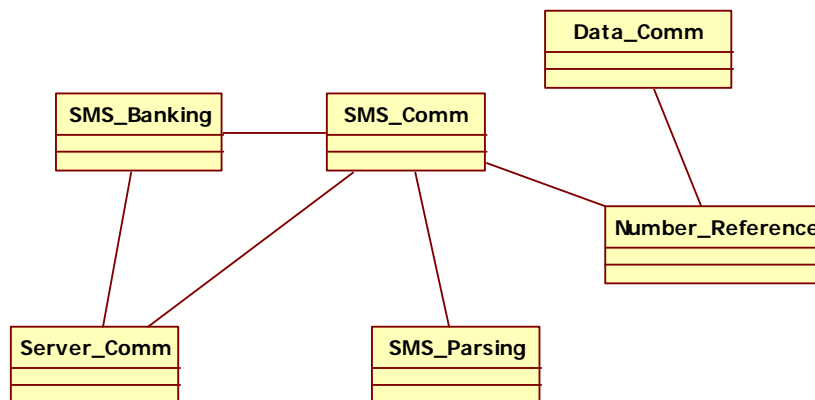 Data_Comm
SMS_Banking
SMS_Comm
Number_Reference
Server_Comm
SMS_Parsing